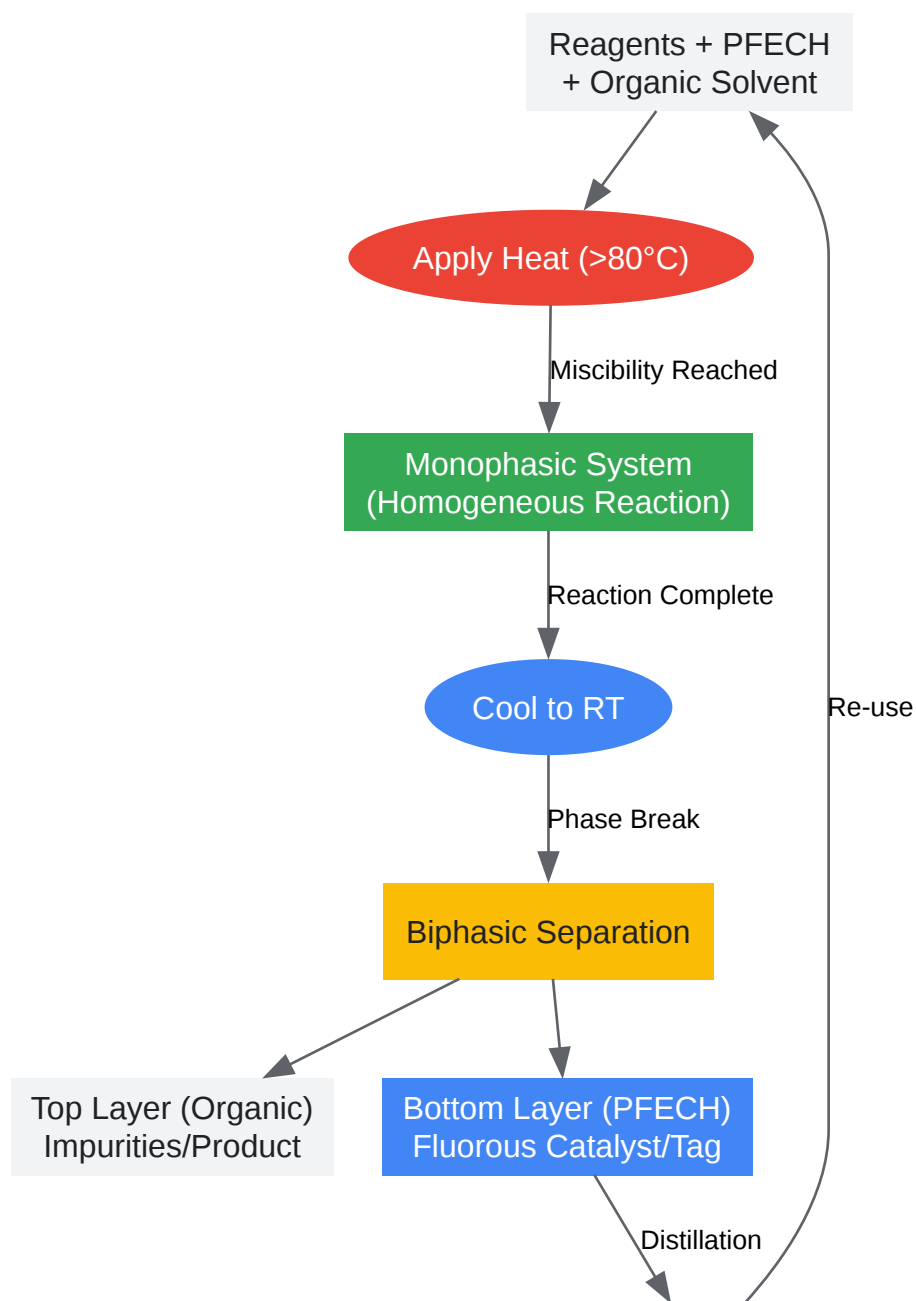 Reagents + PFECH
+ Organic Solvent
Apply Heat (>80°C)
Miscibility Reached
Monophasic System
(Homogeneous Reaction)
Reaction Complete
Cool to RT
Re-use
Phase Break
Biphasic Separation
Top Layer (Organic)
Impurities/Product
Bottom Layer (PFECH)
Fluorous Catalyst/Tag
Distillation